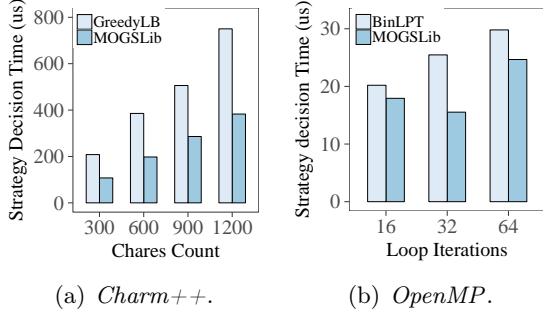 Strategy Decision Time (us)
800
600
400
200
0
GreedyLB
MOGSLib
300 600 900 1200
Chares Count
(a) Charm++.
Strategy decision Time (us)
30
20
10
0
BinLPT
MOGSLib
16 32 64
Loop Iterations
(b) OpenMP.